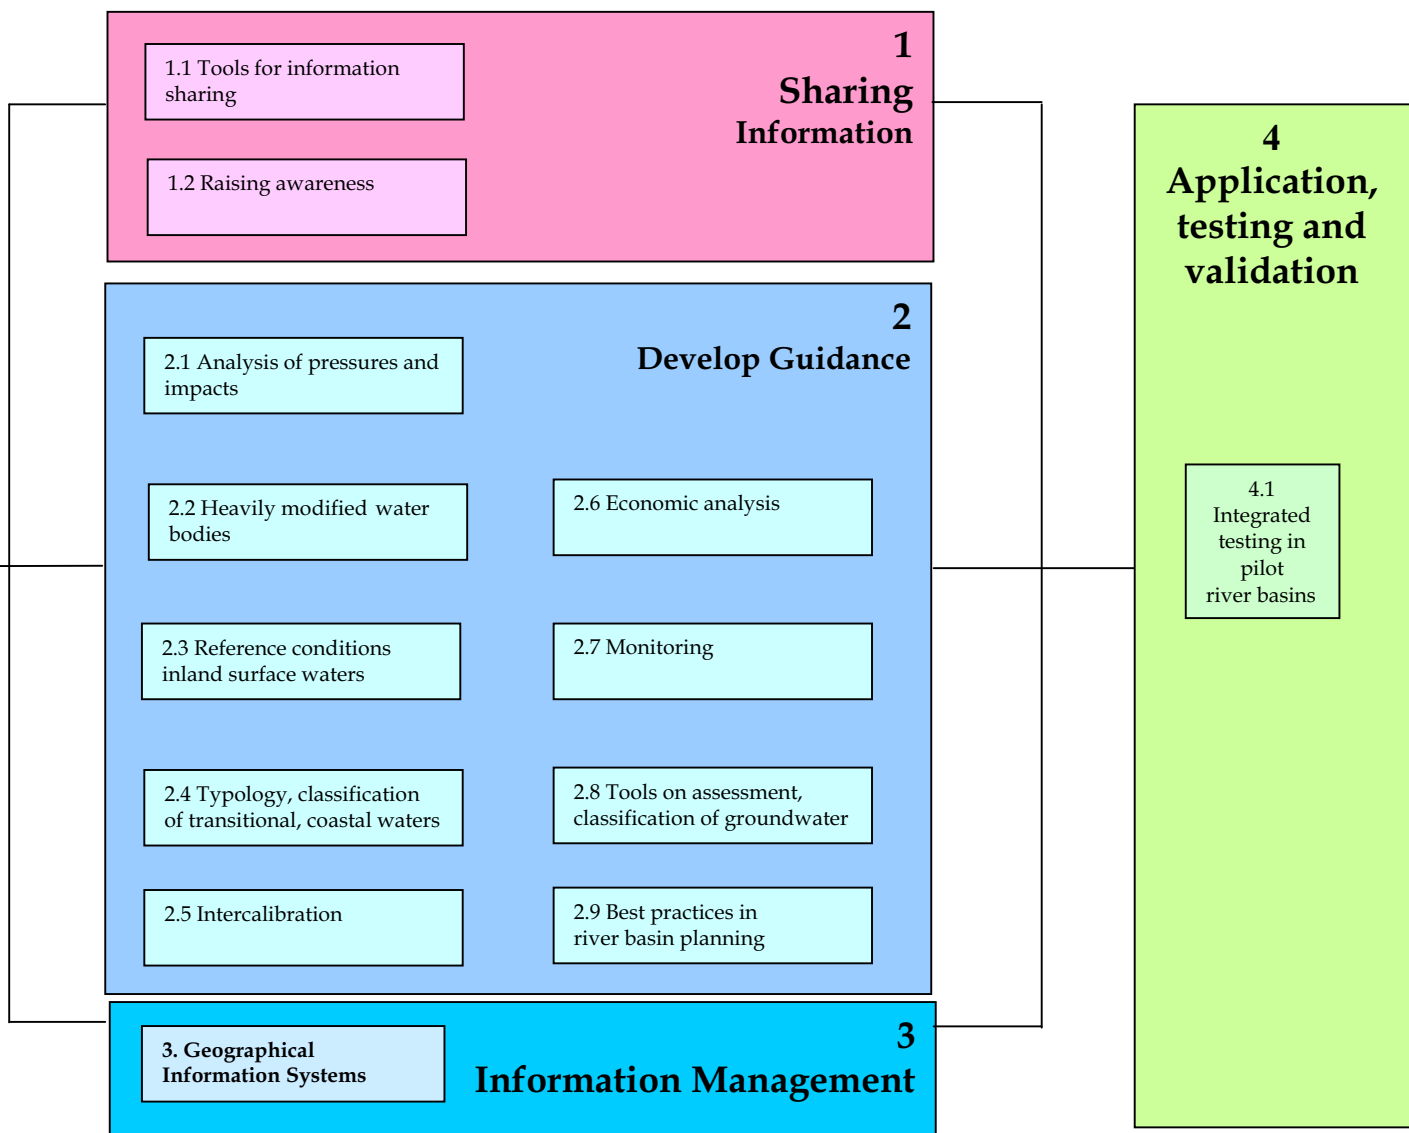 1
Sharing
Information
1.1 Tools for information
sharing
1.2 Raising awareness
2
Develop Guidance
2.1 Analysis of pressures and
impacts
2.2 Heavily modified water
bodies
2.3 Reference conditions
inland surface waters
2.4 Typology, classification
of transitional, coastal waters
2.5 Intercalibration
2.6 Economic analysis
2.7 Monitoring
2.8 Tools on assessment,
classification of groundwater
2.9 Best practices in
river basin planning
3
Information Management
3. Geographical
Information Systems
4
Application,
testing and
validation
4.1
Integrated
testing in
pilot
river basins